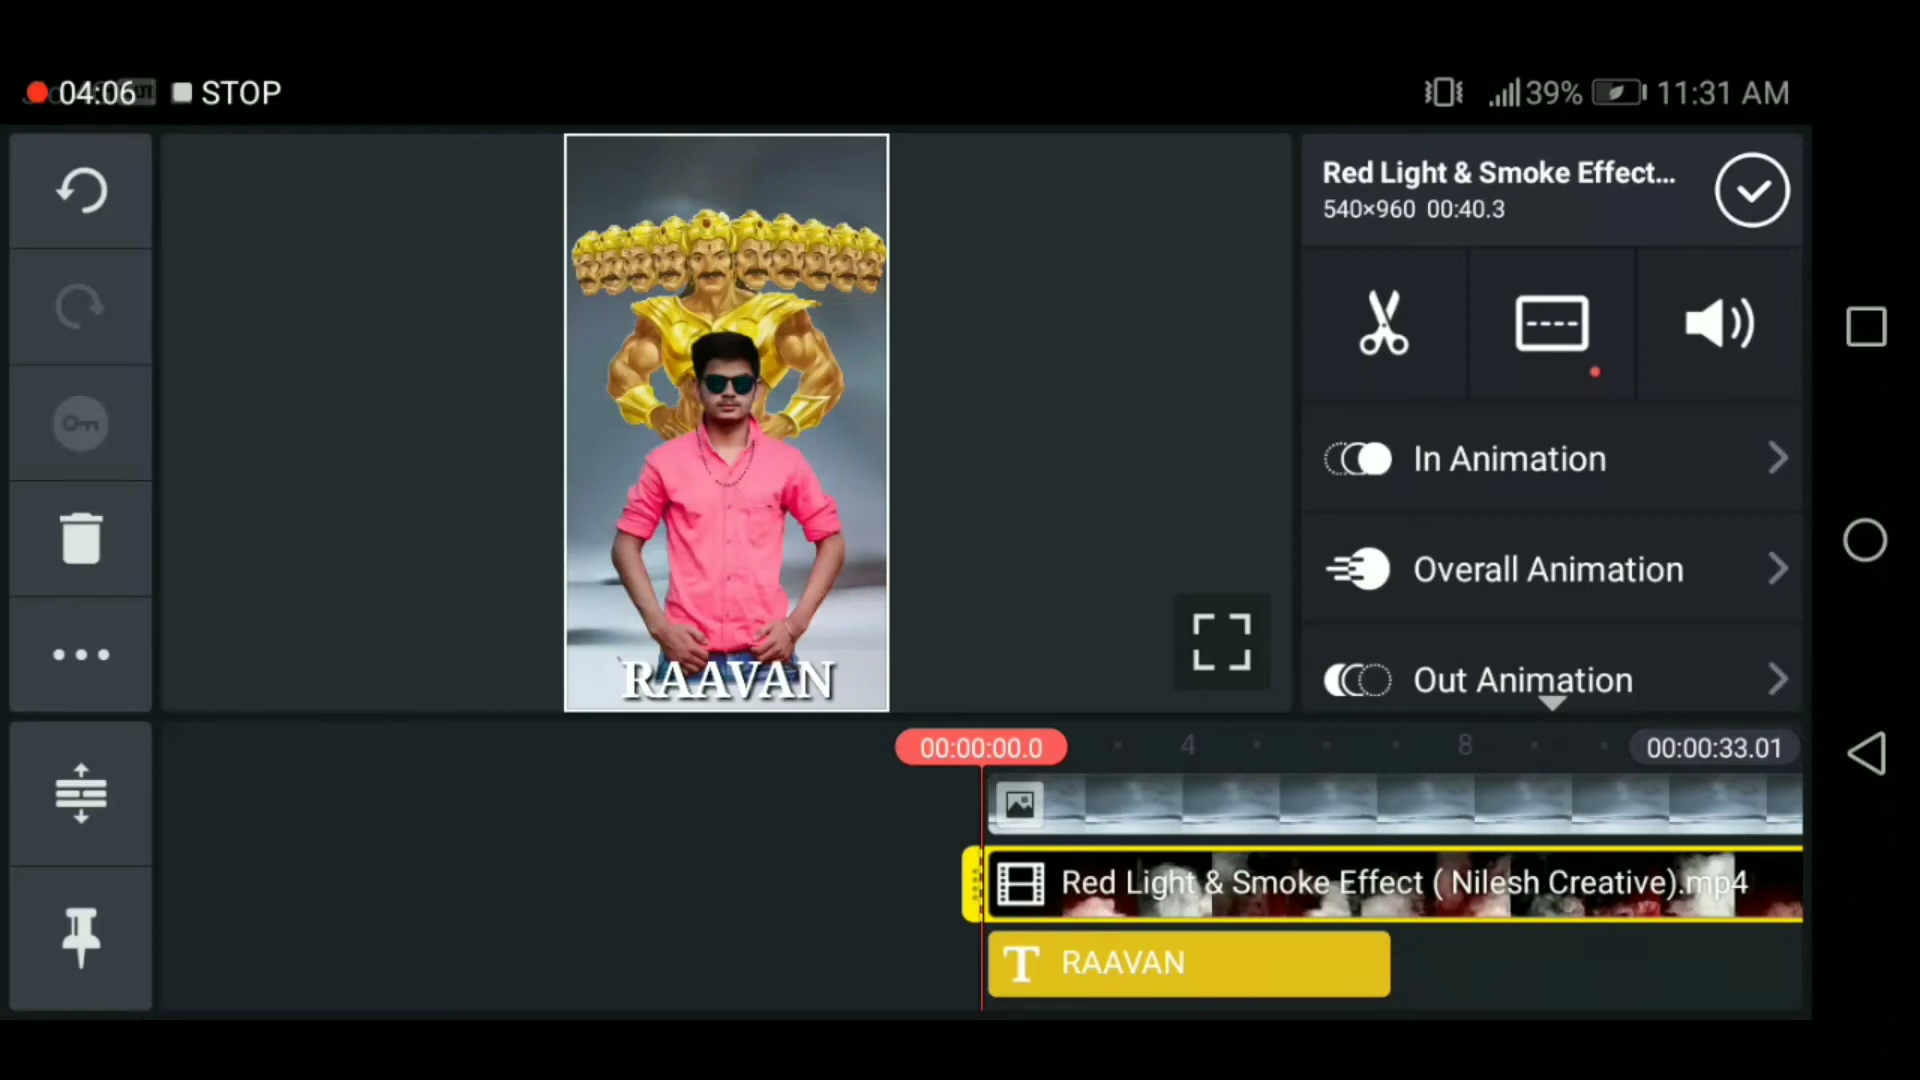 04:06 STOP
39% 11:31 AM
Red Light & Smoke Effect...
540×960 00:40.3
In Animation
Overall Animation
Out Animation
RAAVAN
00:00:00.0 4 8 00:00:33.01
Red Light & Smoke Effect ( Nilesh Creative).mp4
T RAAVAN